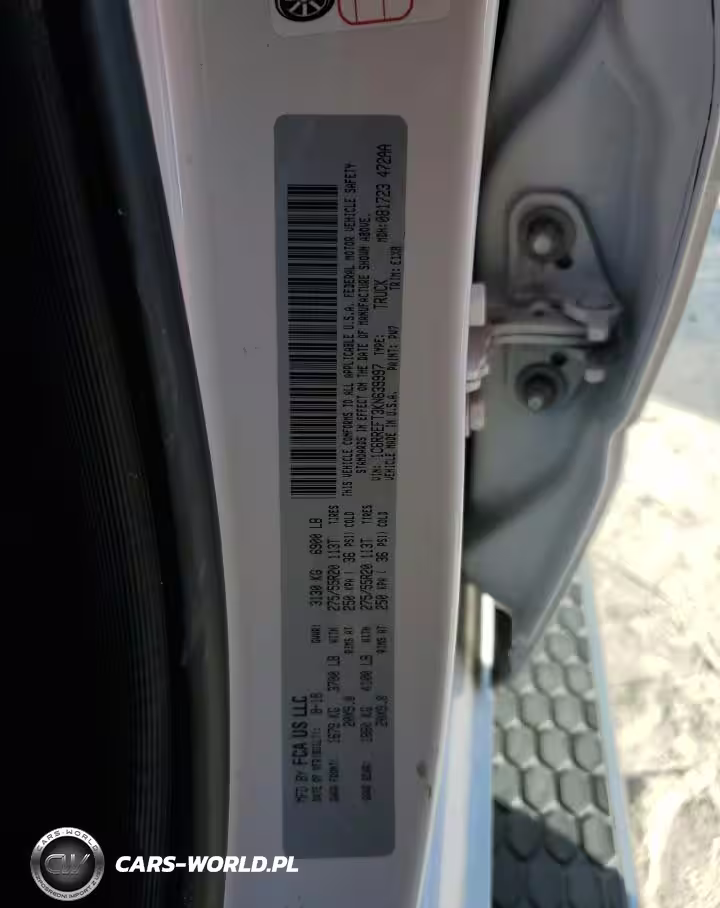 MFD BY FCA US LLC
DATE OF MFR: 8-18 GVWR: 3130 KG 6900 LB
GAWR FRONT: 1679 KG 3700 LB WITH 275/55R20 113T TIRES
20X9.0 RIMS AT 250 KPA ( 36 PSI) COLD
GAWR REAR: 1860 KG 4100 LB WITH 275/55R20 113T TIRES
20X9.0 RIMS AT 250 KPA ( 36 PSI) COLD
THIS VEHICLE CONFORMS TO ALL APPLICABLE U.S.A. FEDERAL MOTOR VEHICLE SAFETY
STANDARDS IN EFFECT ON THE DATE OF MANUFACTURE SHOWN ABOVE.
VIN: 1C6RREFT3KN639997 TYPE: TRUCK MDH: 081723 472AA
VEHICLE MADE IN U.S.A. PAINT: PW7 TRIM:
CARS-WORLD
CW
CARS-WORLD.PL